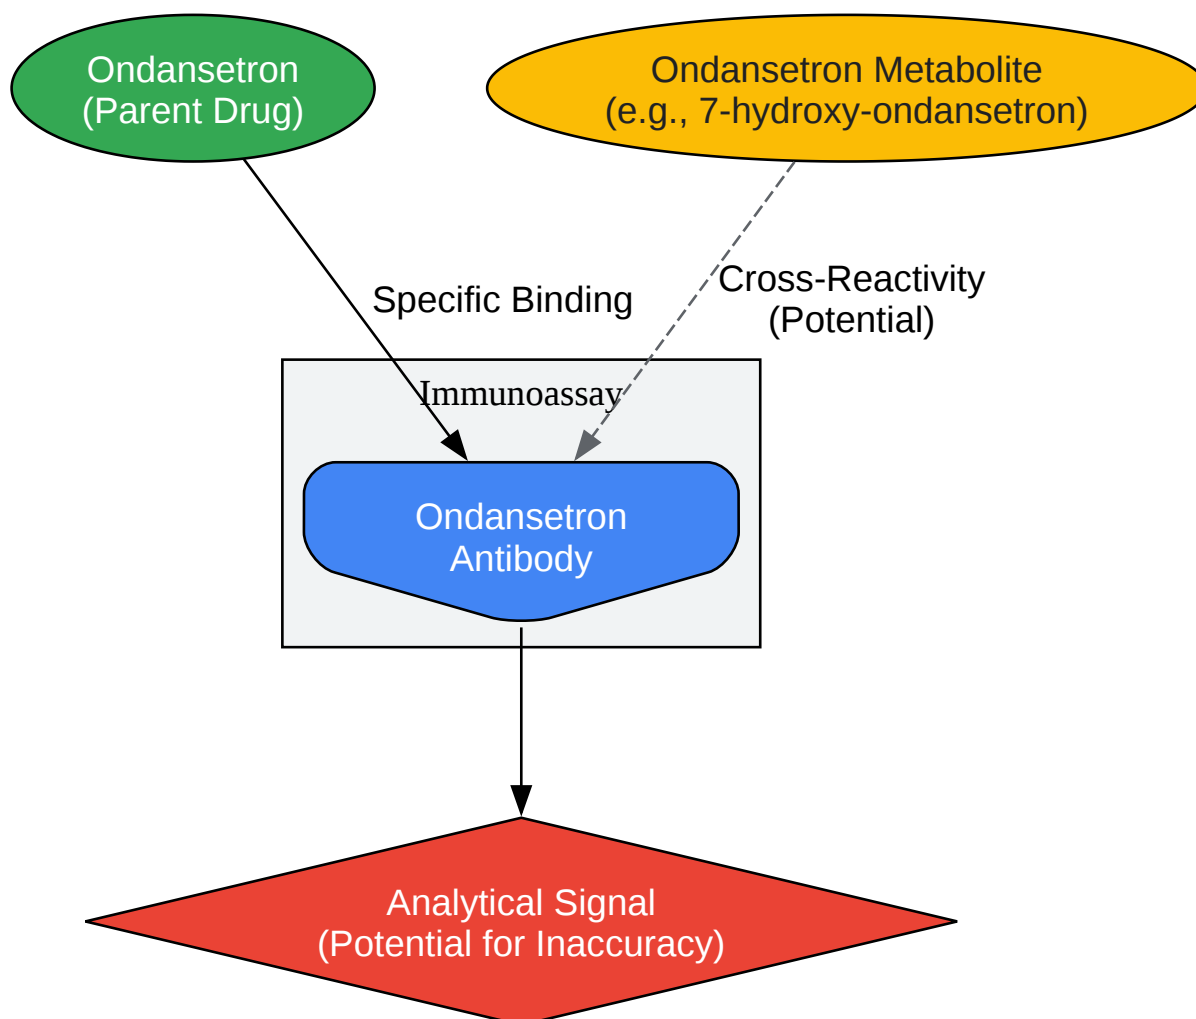 Ondansetron
(Parent Drug)
Ondansetron Metabolite
(e.g., 7-hydroxy-ondansetron)
Specific Binding
Cross-Reactivity
(Potential)
Immunoassay
Ondansetron
Antibody
Analytical Signal
(Potential for Inaccuracy)